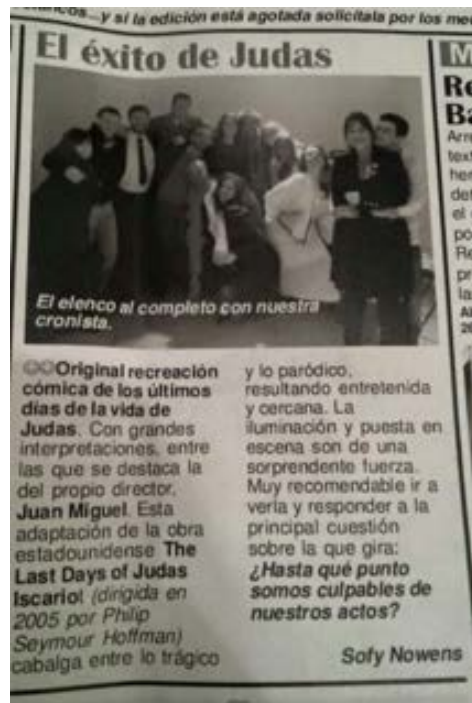 ancos...y si la edición está agotada solicítala por los me
El éxito de Judas
El elenco al completo con nuestra
cronista.
Original recreación
cómica de los últimos
días de la vida de
Judas. Con grandes
interpretaciones, entre
las que se destaca la
del propio director,
Juan Miguel. Esta
adaptación de la obra
estadounidense The
Last Days of Judas
Iscariot (dirigida en
2005 por Philip
Seymour Hoffman)
cabalga entre lo trágico
y lo paródico,
resultando entretenida
y cercana. La
iluminación y puesta en
escena son de una
sorprendente fuerza.
Muy recomendable ir a
verla y responder a la
principal cuestión
sobre la que gira:
¿Hasta qué punto
somos culpables de
nuestros actos?
Sofy Nowens
M
Re
Ba
Arre
text
her
der
el
po
Re
pr
la